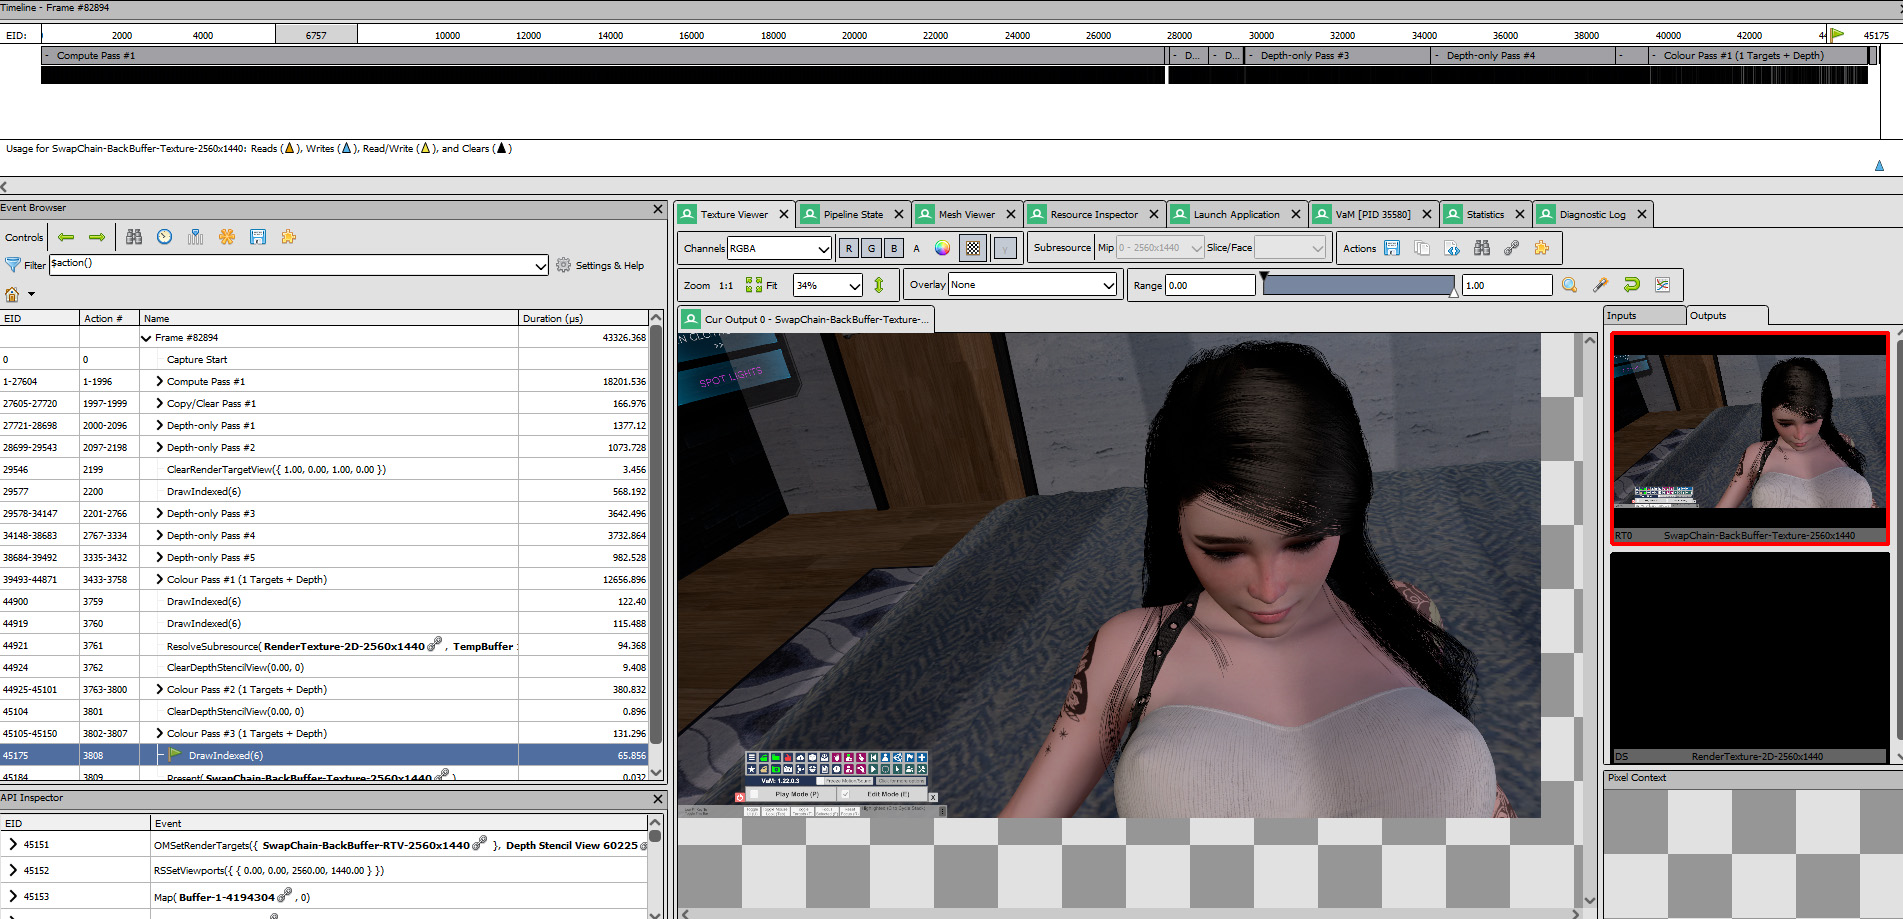 Timeline - Frame #82894
EID: 2000 4000 6757 10000 12000 14000 16000 18000 20000 22000 24000 26000 28000 30000 32000 34000 36000 38000 40000 42000 45175
- Compute Pass #1 - D... - D... - Depth-only Pass #3 - Depth-only Pass #4 - - Colour Pass #1 (1 Targets + Depth)
Usage for SwapChain-BackBuffer-Texture-2560x1440: Reads ( ), Writes ( ), Read/Write ( ), and Clears ( )
Event Browser
Controls
Filter $action() Settings & Help
EID Action # Name Duration (µs)
Frame #82894 43326.368
0 0 Capture Start
1-27604 1-1996 Compute Pass #1 18201.536
27605-27720 1997-1999 Copy/Clear Pass #1 166.976
27721-28698 2000-2096 Depth-only Pass #1 1377.12
28699-29543 2097-2198 Depth-only Pass #2 1073.728
29546 2199 ClearRenderTargetView({ 1.00, 0.00, 1.00, 0.00 }) 3.456
29577 2200 DrawIndexed(6) 568.192
29578-34147 2201-2766 Depth-only Pass #3 3642.496
34148-38683 2767-3334 Depth-only Pass #4 3732.864
38684-39492 3335-3432 Depth-only Pass #5 982.528
39493-44871 3433-3758 Colour Pass #1 (1 Targets + Depth) 12656.896
44900 3759 DrawIndexed(6) 122.40
44919 3760 DrawIndexed(6) 115.488
44921 3761 ResolveSubresource( RenderTexture-2D-2560x1440 , TempBuffer 94.368
44924 3762 ClearDepthStencilView(0.00, 0) 9.408
44925-45101 3763-3800 Colour Pass #2 (1 Targets + Depth) 380.832
45104 3801 ClearDepthStencilView(0.00, 0) 0.896
45105-45150 3802-3807 Colour Pass #3 (1 Targets + Depth) 131.296
45175 3808 DrawIndexed(6) 65.856
45184 3809 Present( SwapChain-BackBuffer-Texture-2560x1440 ) 0.032
API Inspector
EID Event
45151 OMSetRenderTargets({ SwapChain-BackBuffer-RTV-2560x1440 }, Depth Stencil View 60225
45152 RSSetViewports({ { 0.00, 0.00, 2560.00, 1440.00 } })
45153 Map( Buffer-1-4194304 , 0)
Texture Viewer Pipeline State Mesh Viewer Resource Inspector Launch Application VaM [PID 35580] Statistics Diagnostic Log
Channels RGBA R G B A γ Subresource Mip 0 - 2560x1440 Slice/Face Actions
Zoom 1:1 Fit 34% Overlay None Range 0.00 1.00
Cur Output 0 - SwapChain-BackBuffer-Texture-...
>>
SPOT LIGHTS
VaM: 1.22.0.3
Play Mode (P) Edit Mode (E) X
Inputs Outputs
RT0 SwapChain-BackBuffer-Texture-2560x1440
DS RenderTexture-2D-2560x1440
Pixel Context